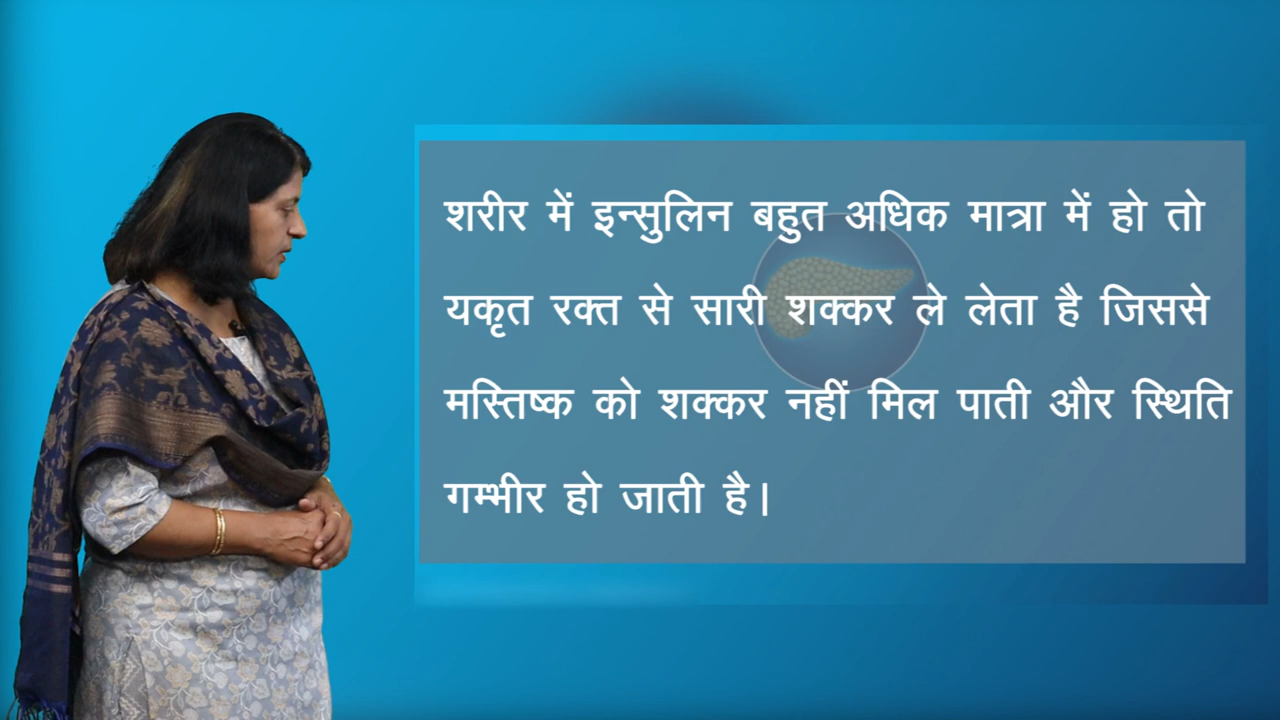 शरीर में इन्सुलिन बहुत अधिक मात्रा में हो तो
यकृत रक्त से सारी शक्कर ले लेता है जिससे
मस्तिष्क को शक्कर नहीं मिल पाती और स्थिति
गम्भीर हो जाती है।